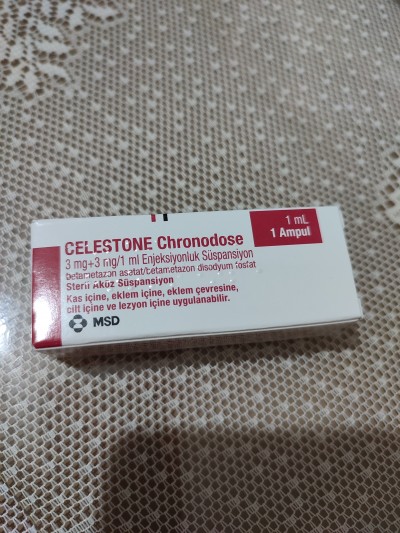 CELESTONE Chronodose
3 mg+3 mg/1 ml Enjeksiyonluk Süspansiyon
betametazon asatat/betametazon disodyum fosfat
Steril Aköz Süspansiyon
Kas içine, eklem içine, eklem çevresine,
cilt içine ve lezyon içine uygulanabilir.
MSD
1 mL
1 Ampul